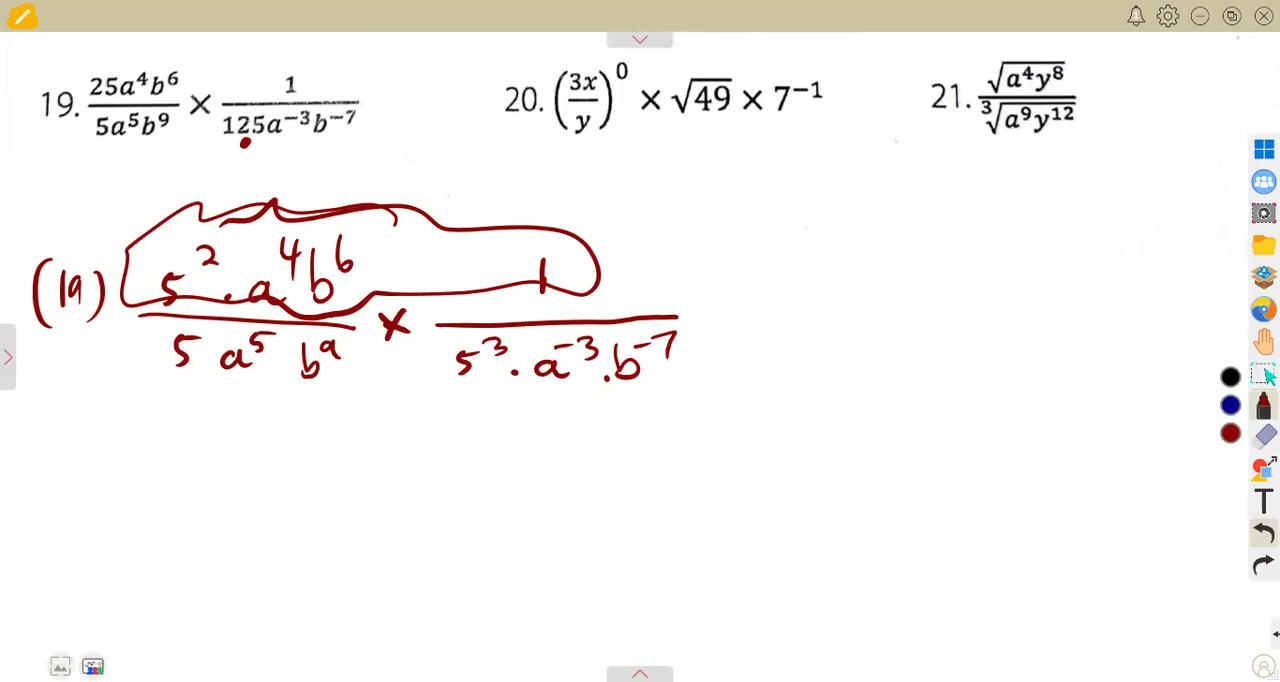 19. 25a⁴b⁶/5a⁵b⁹ × 1/125a⁻³b⁻⁷
20. (3x/y)⁰ × √49 × 7⁻¹
21. √a⁴y⁸/∛a⁹y¹²
(19) 5² · a⁴b⁶/5 a⁵ b⁹ × 1/5³ · a⁻³ · b⁻⁷
T